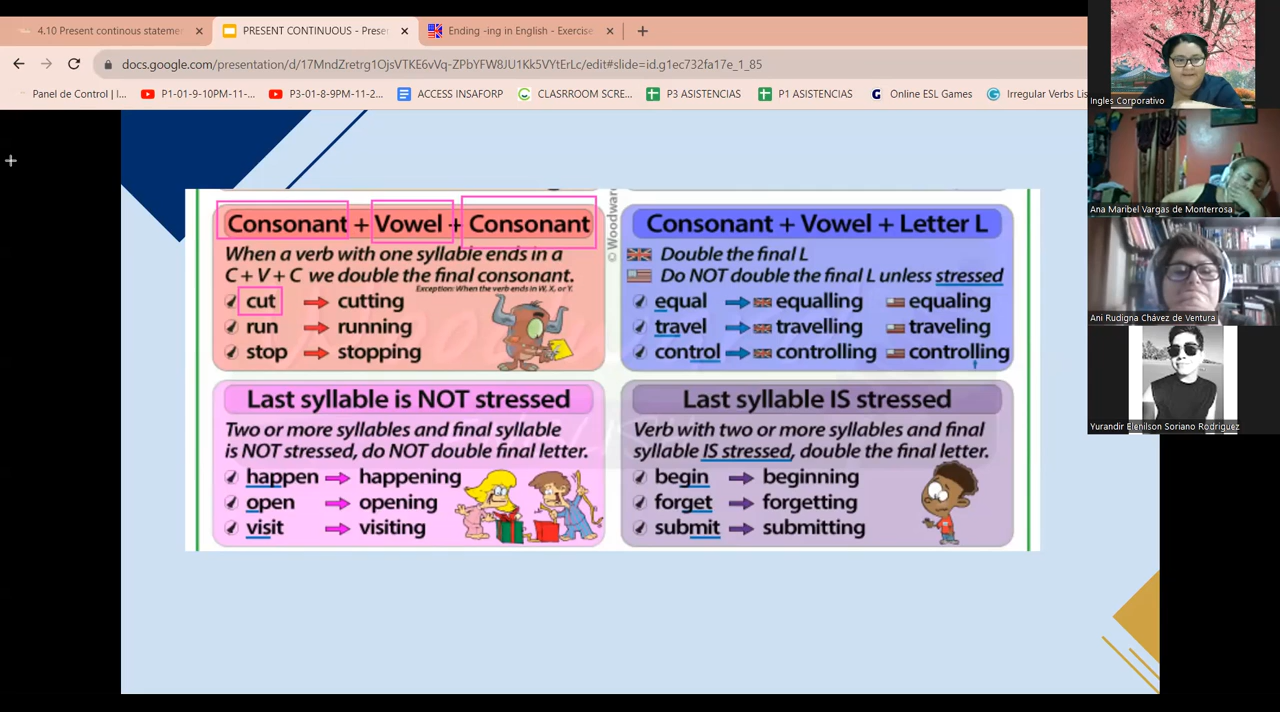 4.10 Present continous stateme
PRESENT CONTINUOUS - Prese
Ending -ing in English - Exercise
docs.google.com/presentation/d/17MndZretrg1OjsVTKE6vVq-ZPbYFW8JU1Kk5VYtErLc/edit#slide=id.g1ec732fa17e_1_85
Panel de Control | I...
P1-01-9-10PM-11-...
P3-01-8-9PM-11-2...
ACCESS INSAFORP
CLASRROOM SCRE...
P3 ASISTENCIAS
P1 ASISTENCIAS
Online ESL Games
Irregular Verbs Lis
Ingles Corporativo
Ana Maribel Vargas de Monterrosa
Ani Rudigna Chávez de Ventura
Yurandir Elenilson Soriano Rodriguez
© Woodwar
Consonant + Vowel + Consonant
When a verb with one syllable ends in a
C + V + C we double the final consonant.
Exception: When the verb ends in W, X, or Y.
cut cutting
run running
stop stopping
Consonant + Vowel + Letter L
Double the final L
Do NOT double the final L unless stressed
equal equalling equaling
travel travelling traveling
control controlling controlling
Last syllable is NOT stressed
Two or more syllables and final syllable
is NOT stressed, do NOT double final letter.
happen happening
open opening
visit visiting
Last syllable IS stressed
Verb with two or more syllables and final
syllable IS stressed, double the final letter.
begin beginning
forget forgetting
submit submitting